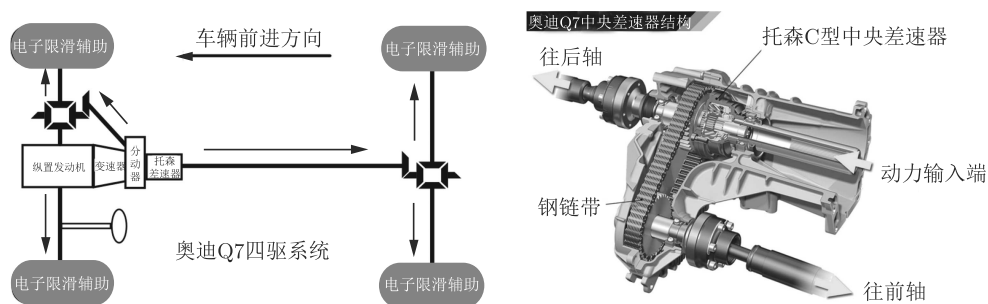 电子限滑辅助
车辆前进方向
电子限滑辅助
纵置发动机
变速器
分动器
托森
差速器
奥迪Q7四驱系统
电子限滑辅助
电子限滑辅助
奥迪Q7中央差速器结构
托森C型中央差速器
往后轴
动力输入端
钢链带
往前轴